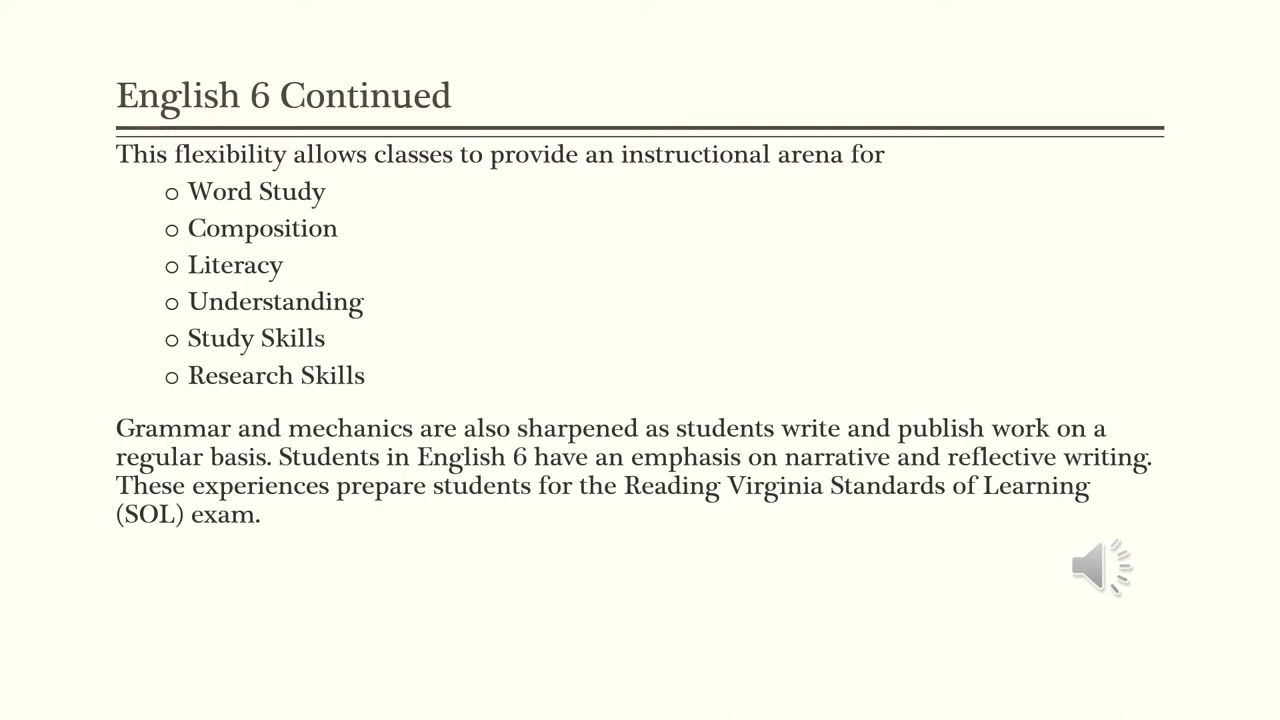 English 6 Continued
This flexibility allows classes to provide an instructional arena for
o Word Study
o Composition
o Literacy
o Understanding
o Study Skills
o Research Skills
Grammar and mechanics are also sharpened as students write and publish work on a
regular basis. Students in English 6 have an emphasis on narrative and reflective writing.
These experiences prepare students for the Reading Virginia Standards of Learning
(SOL) exam.